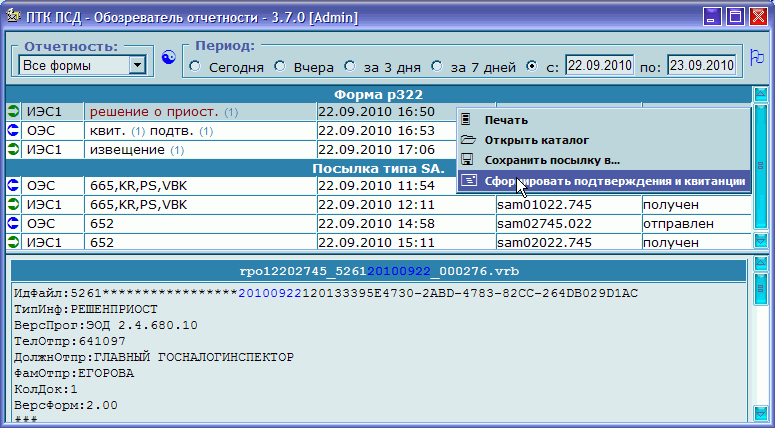 ПТК ПСД - Обозреватель отчетности - 3.7.0 [Admin]
Отчетность: Период:
Все формы Сегодня Вчера за 3 дня за 7 дней с: 22.09.2010 по: 23.09.2010
Форма р322
ИЭС1 решение о приост. (1) 22.09.2010 16:50
ОЭС квит. (1) подтв. (1) 22.09.2010 16:53
ИЭС1 извещение (1) 22.09.2010 17:06
Посылка типа SA.
ОЭС 665,KR,PS,VBK 22.09.2010 11:54
ИЭС1 665,KR,PS,VBK 22.09.2010 12:11 sam01022.745 получен
ОЭС 652 22.09.2010 14:58 sam02745.022 отправлен
ИЭС1 652 22.09.2010 15:11 sam02022.745 получен
Печать
Открыть каталог
Сохранить посылку в...
Сформировать подтверждения и квитанции
rpo12202745_526120100922_000276.vrb
ИдФайл:5261*****************20100922120133395E4730-2ABD-4783-82CC-264DB029D1AC
ТипИнф:РЕШЕНПРИОСТ
ВерсПрог:ЭОД 2.4.680.10
ТелОтпр:641097
ДолжнОтпр:ГЛАВНЫЙ ГОСНАЛОГИНСПЕКТОР
ФамОтпр:ЕГОРОВА
КолДок:1
ВерсФорм:2.00
###